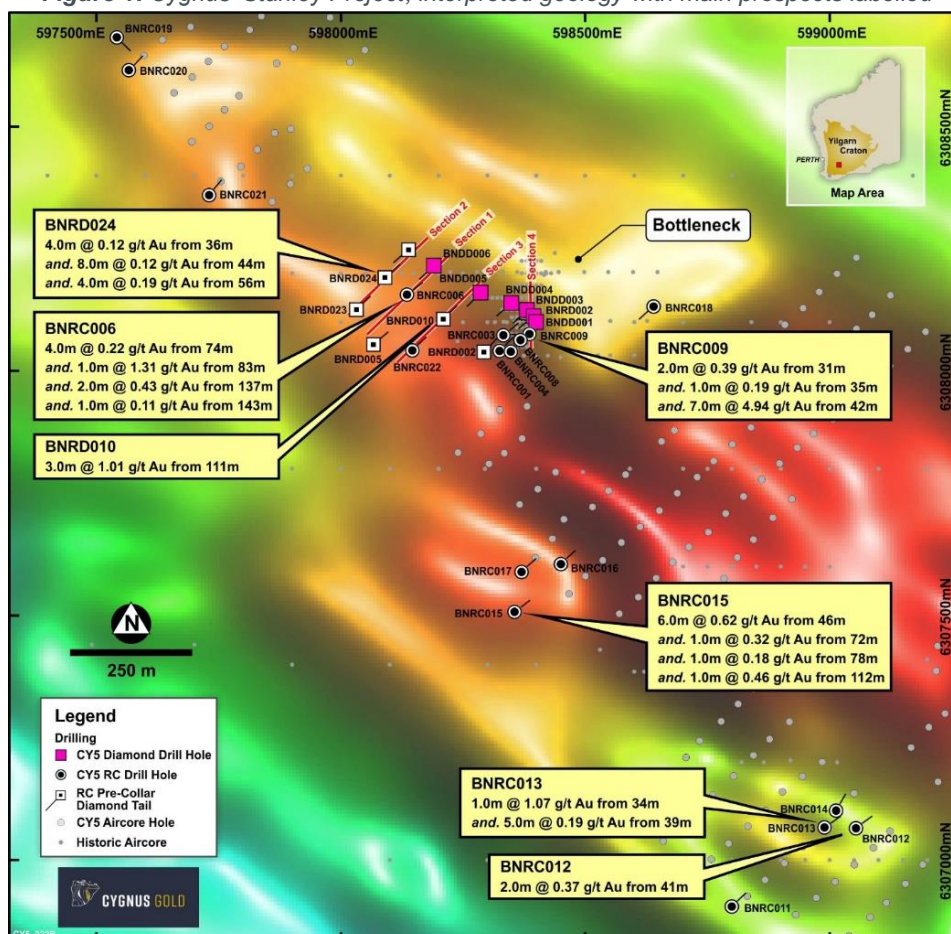 Figure 1: Cygnus' Stanley Project, interpreted geology with main prospects labelled
597500mE
598000mE
598500mE
599000mE
6308500mN
BNRC019
BNRC020
BNRC021
Yilgarn
Craton
PERTH
Map Area
Section 2
Section 1
Section 3
Section 4
Bottleneck
BNRD024
4.0m @ 0.12 g/t Au from 36m
and. 8.0m @ 0.12 g/t Au from 44m
and. 4.0m @ 0.19 g/t Au from 56m
BNRD024
BNDD006
BNDD005
BNDD004
BNDD003
BNRD002
BNDD001
BNRC006
BNRD023
BNRD010
BNRC003
BNRC009
BNRD005
BNRC022
BNRD002
BNRC008
BNRC004
BNRC001
BNRC018
BNRC006
4.0m @ 0.22 g/t Au from 74m
and. 1.0m @ 1.31 g/t Au from 83m
and. 2.0m @ 0.43 g/t Au from 137m
and. 1.0m @ 0.11 g/t Au from 143m
BNRC009
2.0m @ 0.39 g/t Au from 31m
and. 1.0m @ 0.19 g/t Au from 35m
and. 7.0m @ 4.94 g/t Au from 42m
BNRD010
3.0m @ 1.01 g/t Au from 111m
BNRC017
BNRC016
BNRC015
6307500mN
BNRC015
6.0m @ 0.62 g/t Au from 46m
and. 1.0m @ 0.32 g/t Au from 72m
and. 1.0m @ 0.18 g/t Au from 78m
and. 1.0m @ 0.46 g/t Au from 112m
N
250 m
Legend
Drilling
CY5 Diamond Drill Hole
CY5 RC Drill Hole
RC Pre-Collar
Diamond Tail
CY5 Aircore Hole
Historic Aircore
CYGNUS GOLD
BNRC013
1.0m @ 1.07 g/t Au from 34m
and. 5.0m @ 0.19 g/t Au from 39m
BNRC014
BNRC013
BNRC012
BNRC012
2.0m @ 0.37 g/t Au from 41m
BNRC011